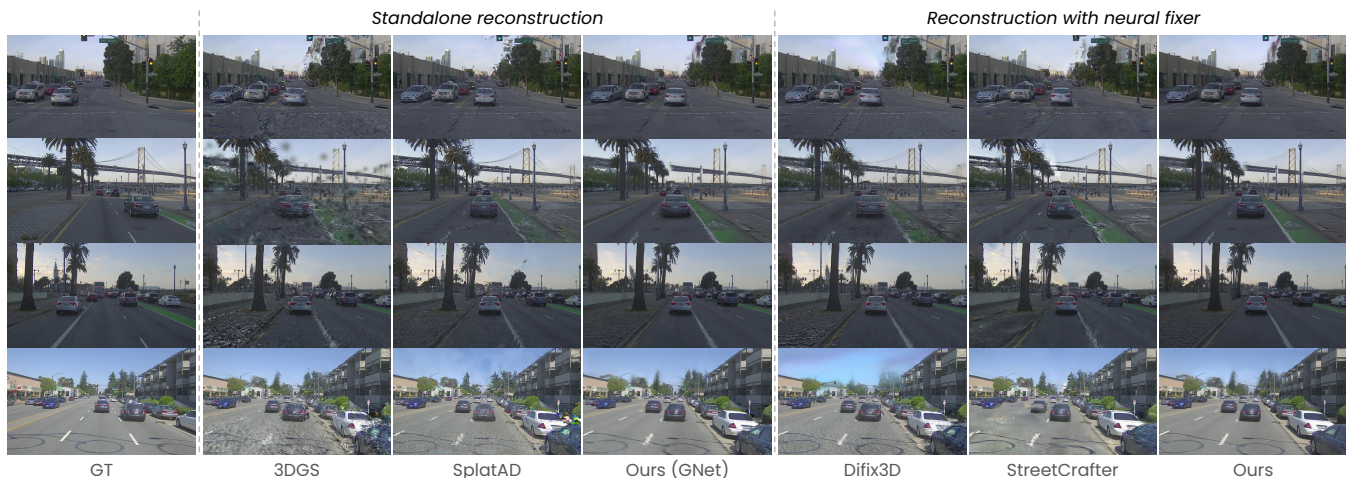 Standalone reconstruction
Reconstruction with neural fixer
GT
3DGS
SplatAD
Ours (GNet)
Difix3D
StreetCrafter
Ours